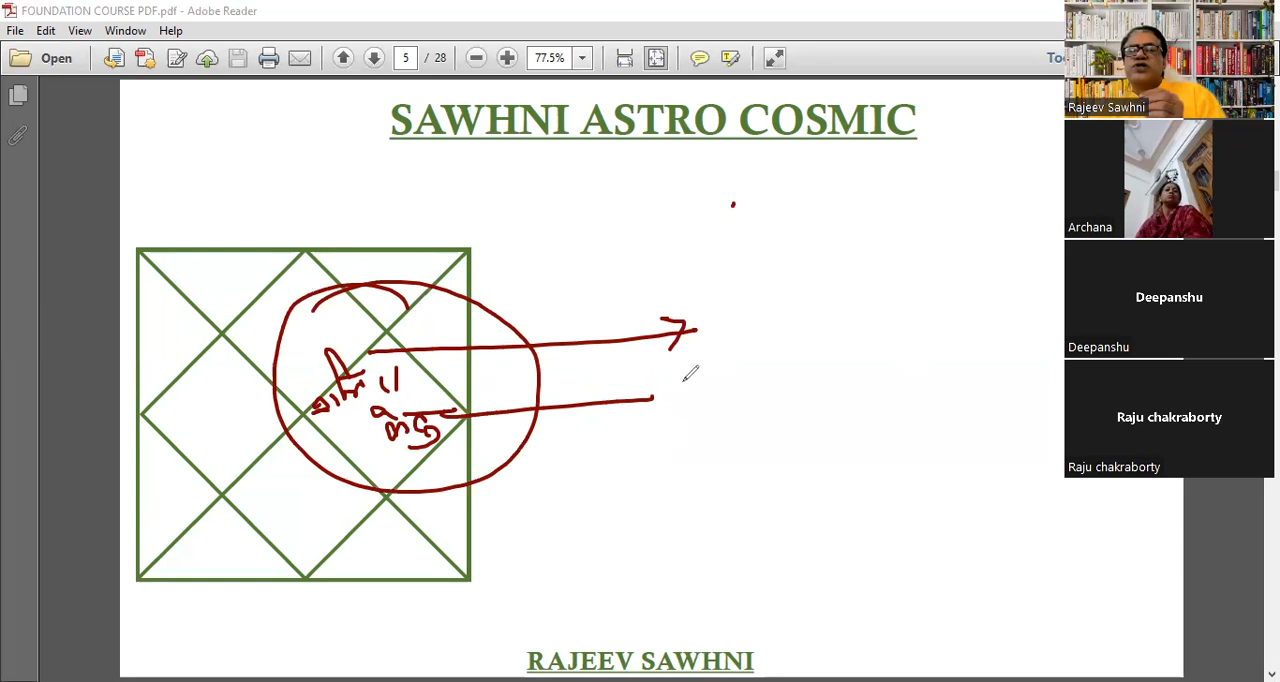 FOUNDATION COURSE PDF.pdf - Adobe Reader
File Edit View Window Help
Open 5 / 28 77.5%
SAWHNI ASTRO COSMIC
RAJEEV SAWHNI
Rajeev Sawhni
Archana
Deepanshu
Deepanshu
Raju chakraborty
Raju chakraborty